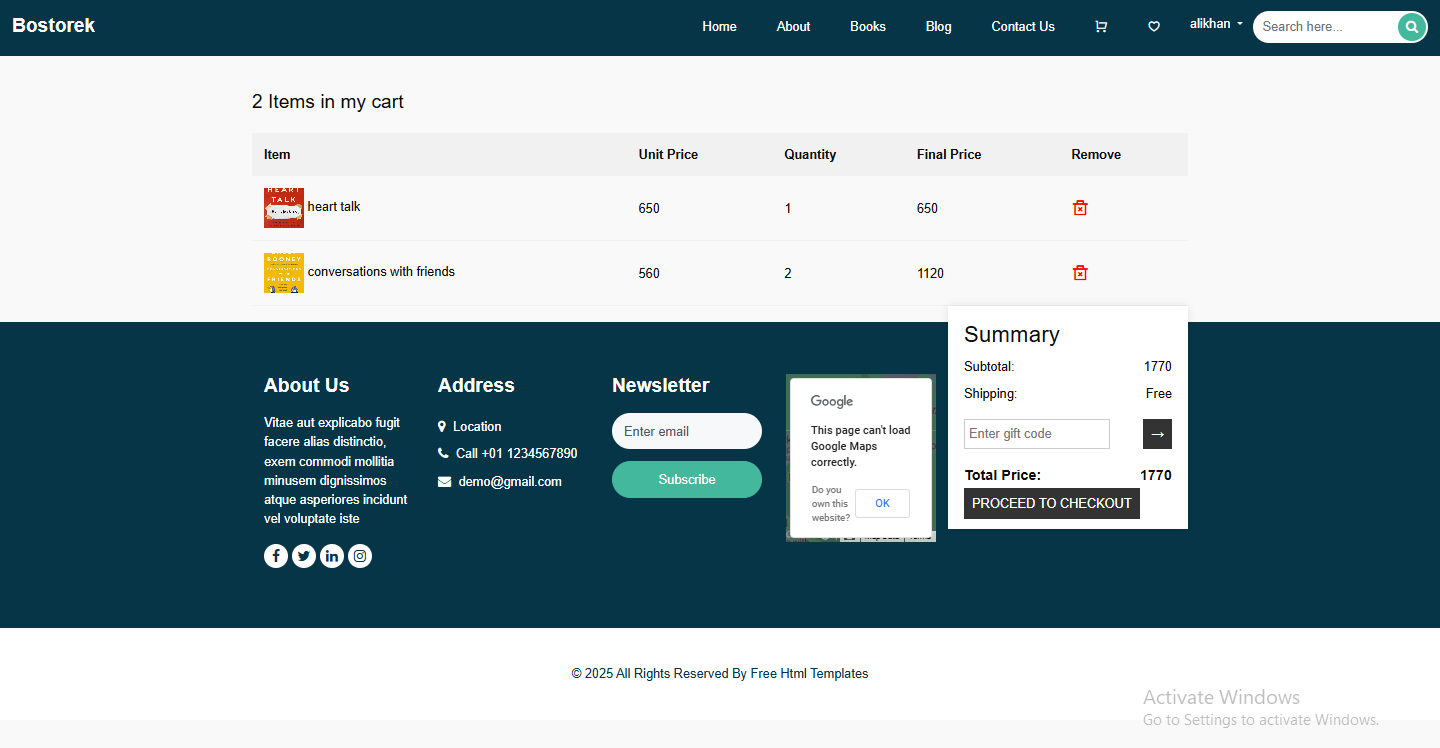 Bostorek
Home About Books Blog Contact Us alikhan Search here...
2 Items in my cart
Item Unit Price Quantity Final Price Remove
HEART
TALK
heart talk 650 1 650
ROONEY
FRIENDS
conversations with friends 560 2 1120
Summary
Subtotal: 1770
Shipping: Free
Enter gift code →
Total Price: 1770
PROCEED TO CHECKOUT
About Us
Vitae aut explicabo fugit
facere alias distinctio,
exem commodi mollitia
minusem dignissimos
atque asperiores incidunt
vel voluptate iste
Address
Location
Call +01 1234567890
demo@gmail.com
Newsletter
Enter email
Subscribe
Google
This page can't load
Google Maps
correctly.
Do you
own this
website?
OK
© 2025 All Rights Reserved By Free Html Templates
Activate Windows
Go to Settings to activate Windows.